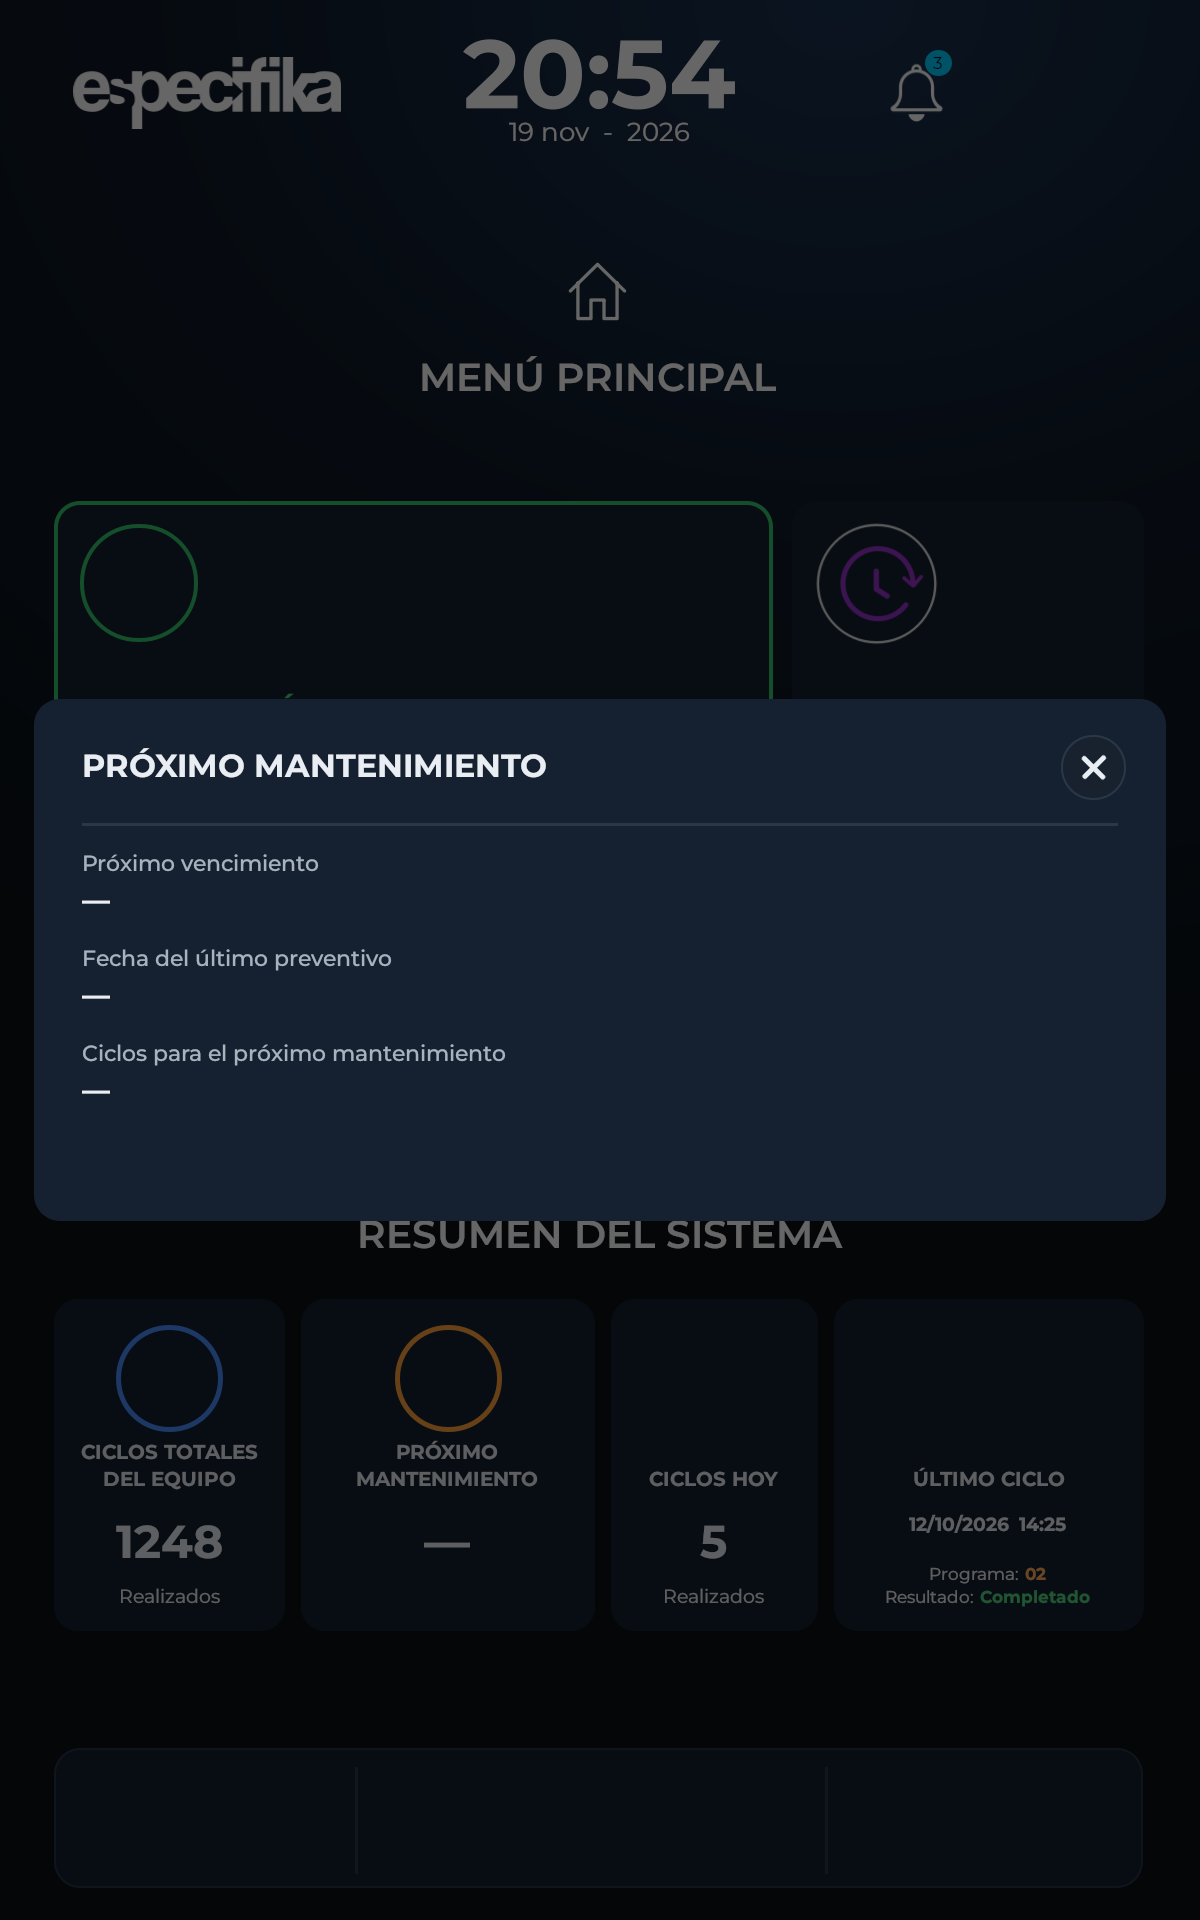 especifika
20:54
3
19 nov - 2026
MENÚ PRINCIPAL
PRÓXIMO MANTENIMIENTO
Próximo vencimiento
—
Fecha del último preventivo
—
Ciclos para el próximo mantenimiento
—
RESUMEN DEL SISTEMA
CICLOS TOTALES
DEL EQUIPO
1248
Realizados
PRÓXIMO
MANTENIMIENTO
—
CICLOS HOY
5
Realizados
ÚLTIMO CICLO
12/10/2026 14:25
Programa: 02
Resultado: Completado